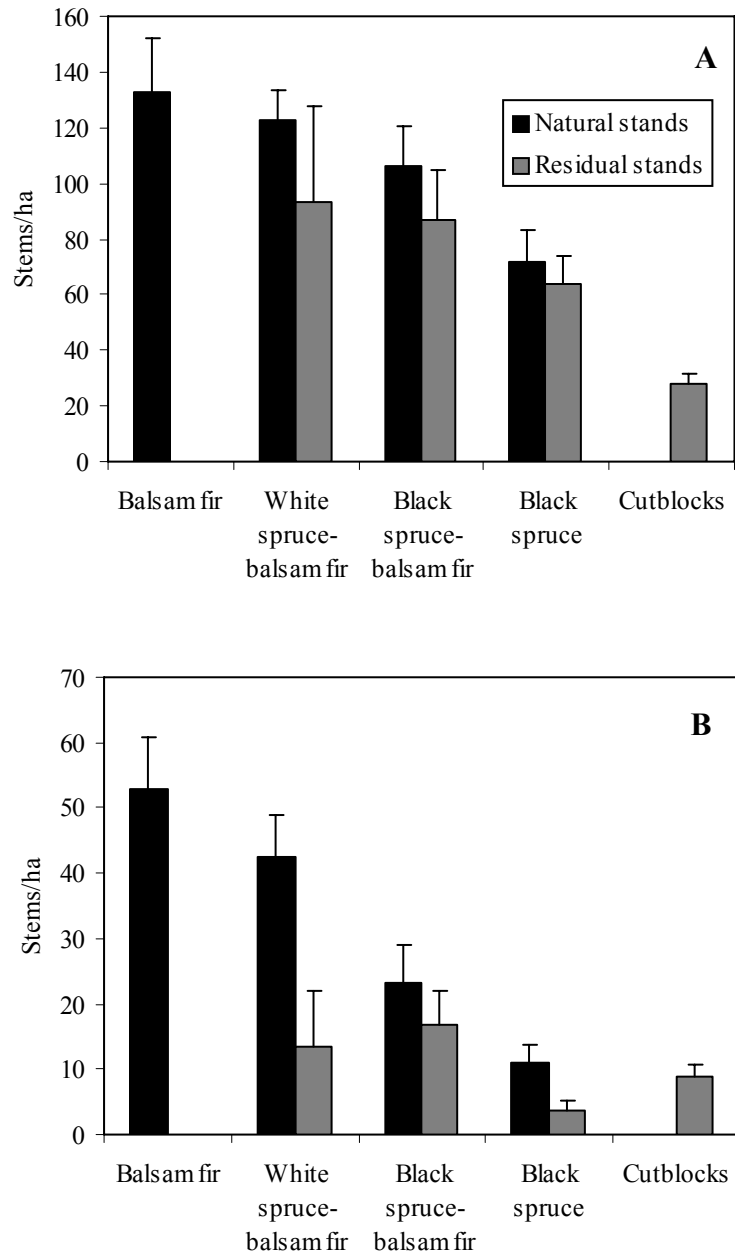 160
140
120
100
80
60
40
20
0
Stems/ha
A
Natural stands
Residual stands
Balsam fir
White spruce-balsam fir
Black spruce-balsam fir
Black spruce
Cutblocks
70
60
50
40
30
20
10
0
Stems/ha
B
Balsam fir
White spruce-balsam fir
Black spruce-balsam fir
Black spruce
Cutblocks